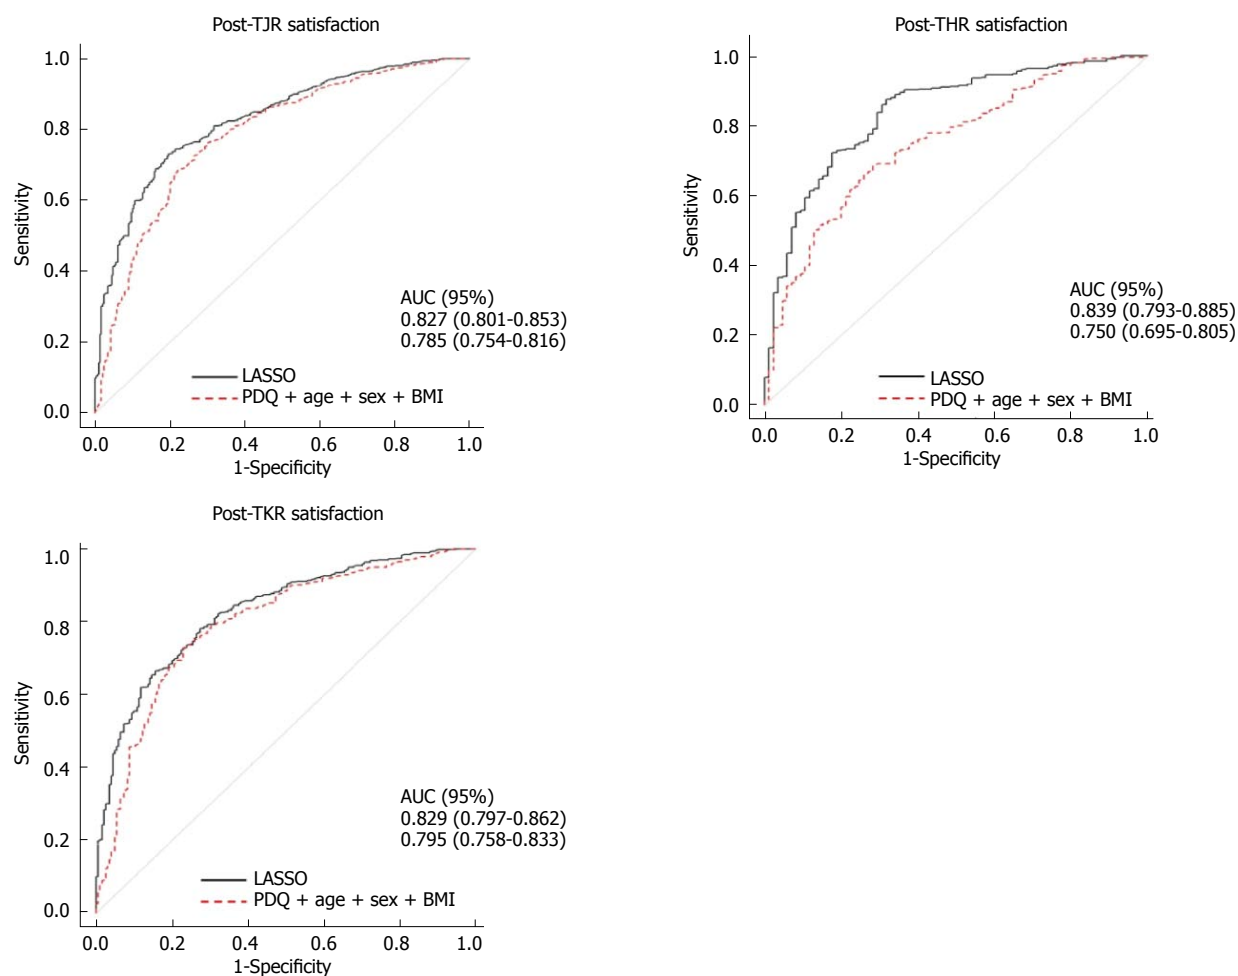 Post-TJR satisfaction
1.0
0.8
0.6
0.4
0.2
0.0
Sensitivity
AUC (95%)
0.827 (0.801-0.853)
0.785 (0.754-0.816)
LASSO
PDQ + age + sex + BMI
0.0 0.2 0.4 0.6 0.8 1.0
1-Specificity
Post-THR satisfaction
1.0
0.8
0.6
0.4
0.2
0.0
Sensitivity
AUC (95%)
0.839 (0.793-0.885)
0.750 (0.695-0.805)
LASSO
PDQ + age + sex + BMI
0.0 0.2 0.4 0.6 0.8 1.0
1-Specificity
Post-TKR satisfaction
1.0
0.8
0.6
0.4
0.2
0.0
Sensitivity
AUC (95%)
0.829 (0.797-0.862)
0.795 (0.758-0.833)
LASSO
PDQ + age + sex + BMI
0.0 0.2 0.4 0.6 0.8 1.0
1-Specificity